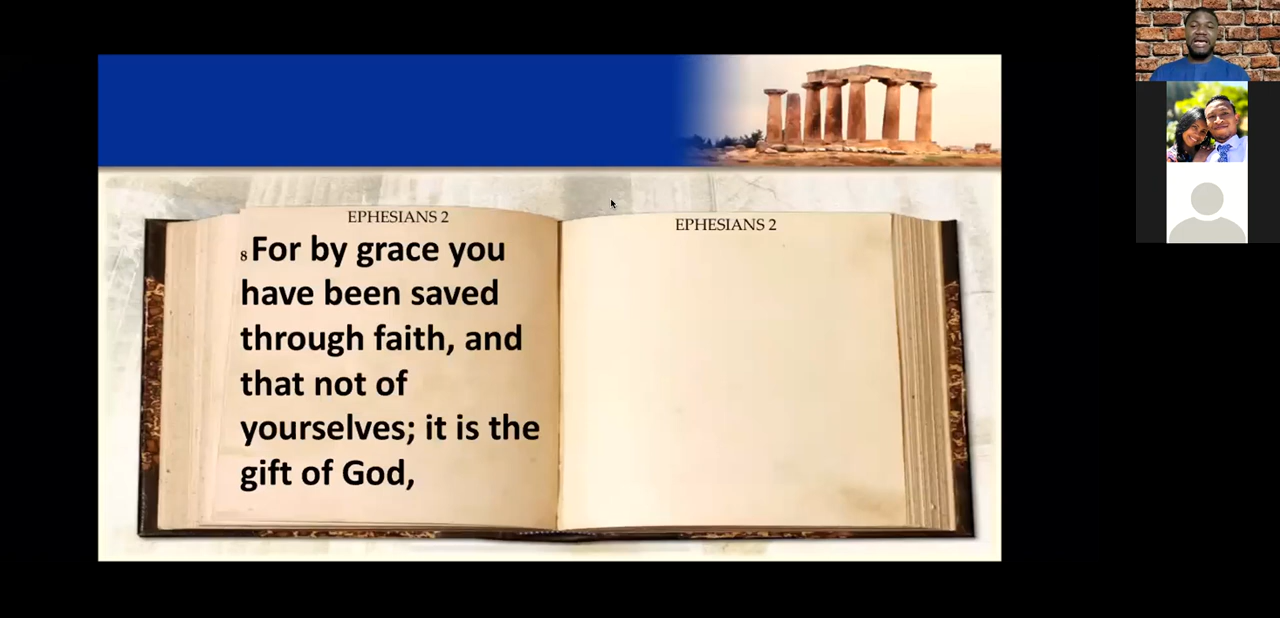 EPHESIANS 2
8 For by grace you
have been saved
through faith, and
that not of
yourselves; it is the
gift of God,
EPHESIANS 2